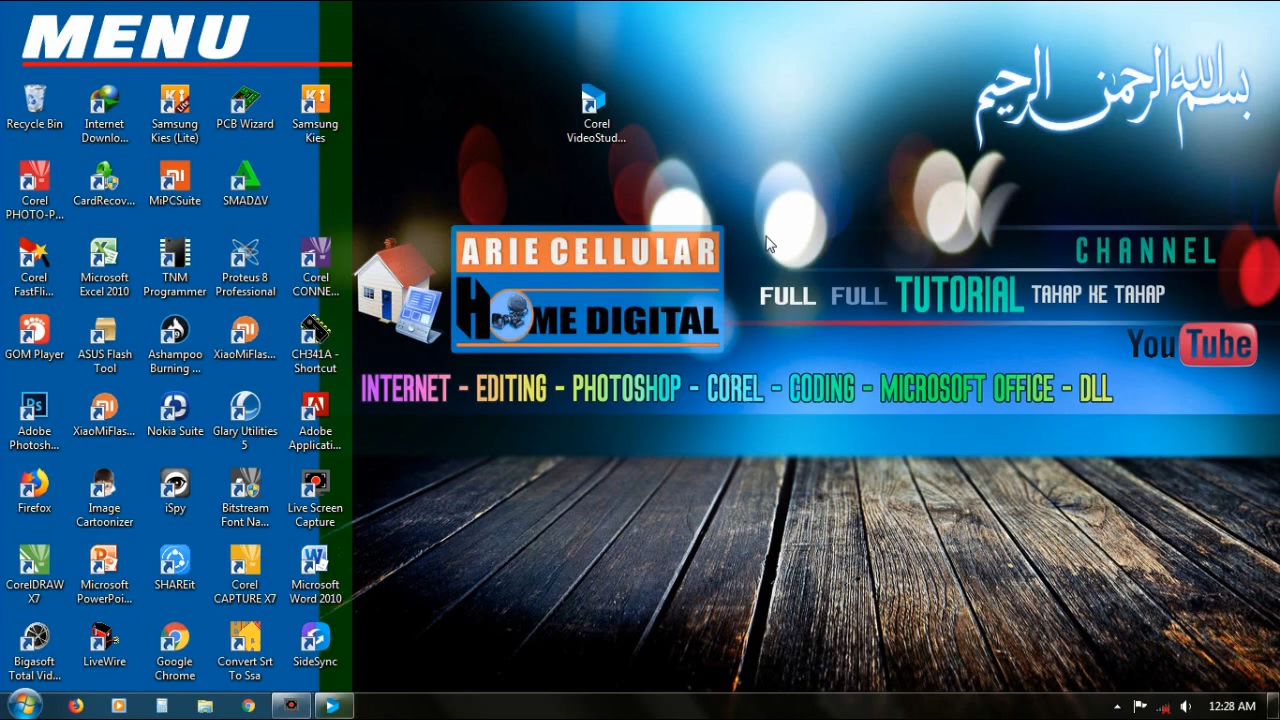 MENU
Recycle Bin
Internet
Downlo...
Samsung
Kies (Lite)
PCB Wizard
Samsung
Kies
Corel
PHOTO-P...
CardRecov...
MiPCSuite
SMADΔV
Corel
FastFli...
Microsoft
Excel 2010
TNM
Programmer
Proteus 8
Professional
Corel
CONNE...
GOM Player
ASUS Flash
Tool
Ashampoo
Burning ...
XiaoMiFlas...
CH341A -
Shortcut
Adobe
Photosh...
XiaoMiFlas...
Nokia Suite
Glary Utilities
5
Adobe
Applicati...
Firefox
Image
Cartoonizer
iSpy
Bitstream
Font Na...
Live Screen
Capture
CorelDRAW
X7
Microsoft
PowerPoi...
SHAREit
Corel
CAPTURE X7
Microsoft
Word 2010
Bigasoft
Total Vid...
LiveWire
Google
Chrome
Convert Srt
To Ssa
SideSync
Corel
VideoStud...
بسم الله الرحمن الرحيم
ARIE CELLULAR
HOME DIGITAL
CHANNEL
FULL FULL TUTORIAL TAHAP KE TAHAP
YouTube
INTERNET - EDITING - PHOTOSHOP - COREL - CODING - MICROSOFT OFFICE - DLL
12:28 AM